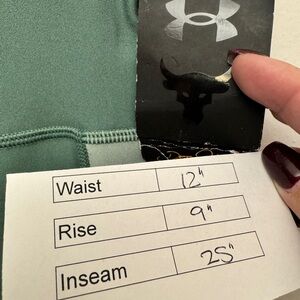 Waist 12"
Rise 9"
Inseam 25"